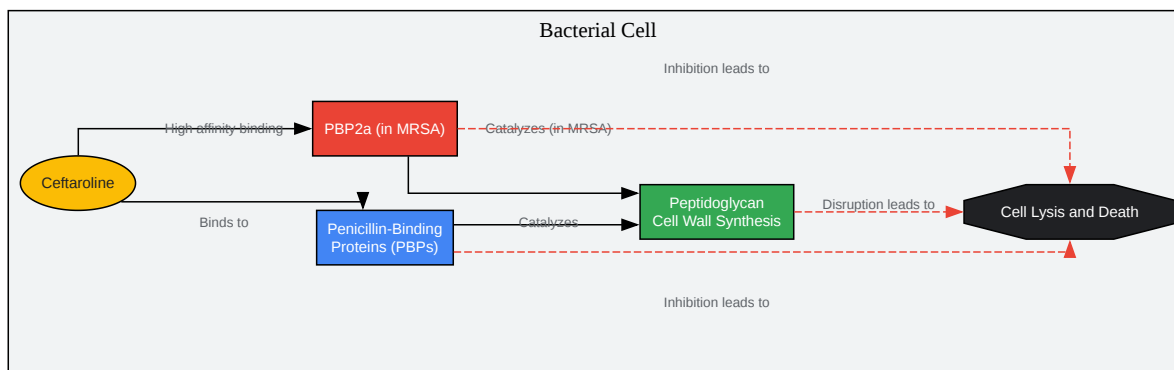 Bacterial Cell
Inhibition leads to
High affinity binding
PBP2a (in MRSA)
Catalyzes (in MRSA)
Ceftaroline
Binds to
Penicillin-Binding
Proteins (PBPs)
Catalyzes
Peptidoglycan
Cell Wall Synthesis
Disruption leads to
Cell Lysis and Death
Inhibition leads to